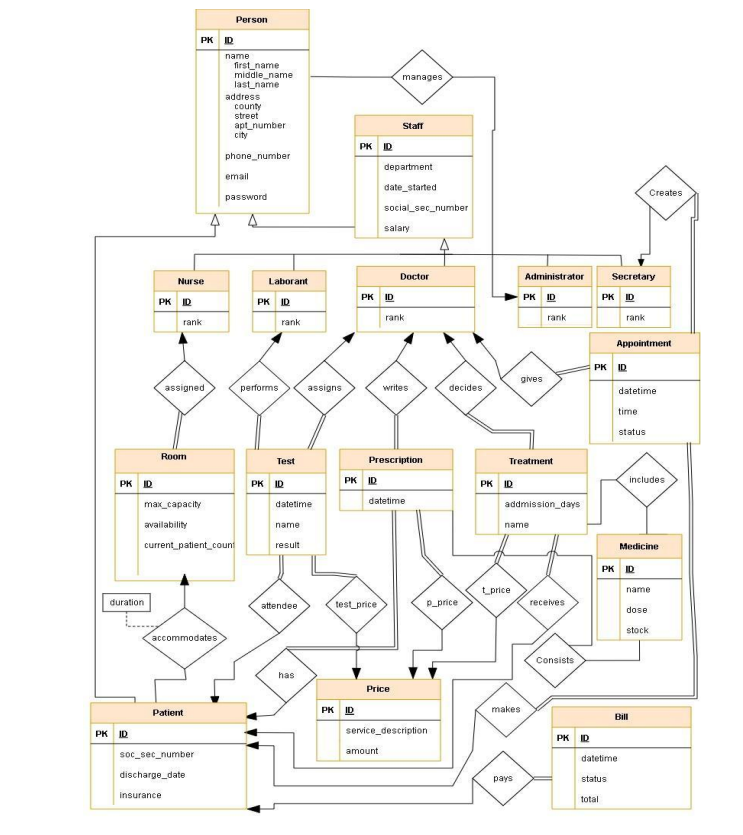 Person
PK ID
name
first_name
middle_name
last_name
address
county
street
apt_number
city
phone_number
email
password
manages
Staff
PK ID
department
date_started
social_sec_number
salary
Creates
Nurse
PK ID
rank
Laborant
PK ID
rank
Doctor
PK ID
rank
Administrator
PK ID
rank
Secretary
PK ID
rank
Appointment
PK ID
datetime
time
status
assigned
performs
assigns
writes
decides
gives
Room
PK ID
max_capacity
availability
current_patient_count
Test
PK ID
datetime
name
result
Prescription
PK ID
datetime
Treatment
PK ID
addmission_days
name
includes
Medicine
PK ID
name
dose
stock
duration
accommodates
attendee
test_price
p_price
t_price
receives
has
Consists
Price
PK ID
service_description
amount
makes
Patient
PK ID
soc_sec_number
discharge_date
insurance
pays
Bill
PK ID
datetime
status
total